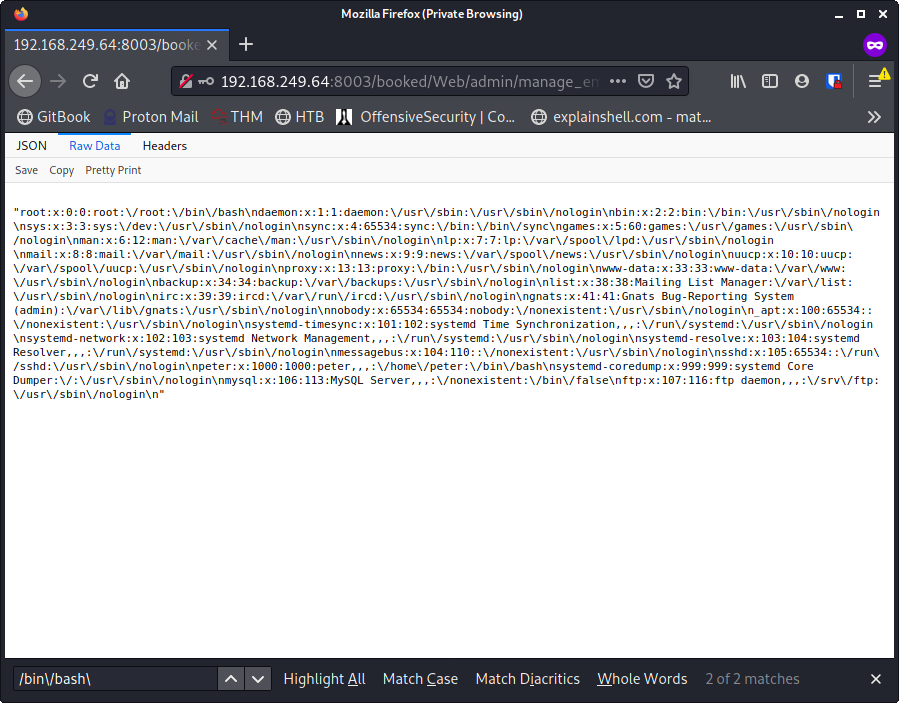 Mozilla Firefox (Private Browsing)
192.168.249.64:8003/booke
192.168.249.64:8003/booked/Web/admin/manage_em
GitBook Proton Mail THM HTB OffensiveSecurity | Co... explainshell.com - mat...
JSON Raw Data Headers
Save Copy Pretty Print
"root:x:0:0:root:\/root:\/bin\/bash\ndaemon:x:1:1:daemon:\/usr\/sbin:\/usr\/sbin\/nologin\nbin:x:2:2:bin:\/bin:\/usr\/sbin\/nologin
\nsys:x:3:3:sys:\/dev:\/usr\/sbin\/nologin\nsync:x:4:65534:sync:\/bin:\/bin\/sync\ngames:x:5:60:games:\/usr\/games:\/usr\/sbin\
/nologin\nman:x:6:12:man:\/var\/cache\/man:\/usr\/sbin\/nologin\nlp:x:7:7:lp:\/var\/spool\/lpd:\/usr\/sbin\/nologin
\nmail:x:8:8:mail:\/var\/mail:\/usr\/sbin\/nologin\nnews:x:9:9:news:\/var\/spool\/news:\/usr\/sbin\/nologin\nuucp:x:10:10:uucp:
\/var\/spool\/uucp:\/usr\/sbin\/nologin\nproxy:x:13:13:proxy:\/bin:\/usr\/sbin\/nologin\nwww-data:x:33:33:www-data:\/var\/www:
\/usr\/sbin\/nologin\nbackup:x:34:34:backup:\/var\/backups:\/usr\/sbin\/nologin\nlist:x:38:38:Mailing List Manager:\/var\/list:
\/usr\/sbin\/nologin\nirc:x:39:39:ircd:\/var\/run\/ircd:\/usr\/sbin\/nologin\ngnats:x:41:41:Gnats Bug-Reporting System
(admin):\/var\/lib\/gnats:\/usr\/sbin\/nologin\nnobody:x:65534:65534:nobody:\/nonexistent:\/usr\/sbin\/nologin\n_apt:x:100:65534::
\/nonexistent:\/usr\/sbin\/nologin\nsystemd-timesync:x:101:102:systemd Time Synchronization,,,:\/run\/systemd:\/usr\/sbin\/nologin
\nsystemd-network:x:102:103:systemd Network Management,,,:\/run\/systemd:\/usr\/sbin\/nologin\nsystemd-resolve:x:103:104:systemd
Resolver,,,:\/run\/systemd:\/usr\/sbin\/nologin\nmessagebus:x:104:110::\/nonexistent:\/usr\/sbin\/nologin\nsshd:x:105:65534::\/run\
/sshd:\/usr\/sbin\/nologin\npeter:x:1000:1000:peter,,,:\/home\/peter:\/bin\/bash\nsystemd-coredump:x:999:999:systemd Core
Dumper:\/:\/usr\/sbin\/nologin\nmysql:x:106:113:MySQL Server,,,:\/nonexistent:\/bin\/false\nftp:x:107:116:ftp daemon,,,:\/srv\/ftp:
\/usr\/sbin\/nologin\n"
/bin\/bash\ Highlight All Match Case Match Diacritics Whole Words 2 of 2 matches